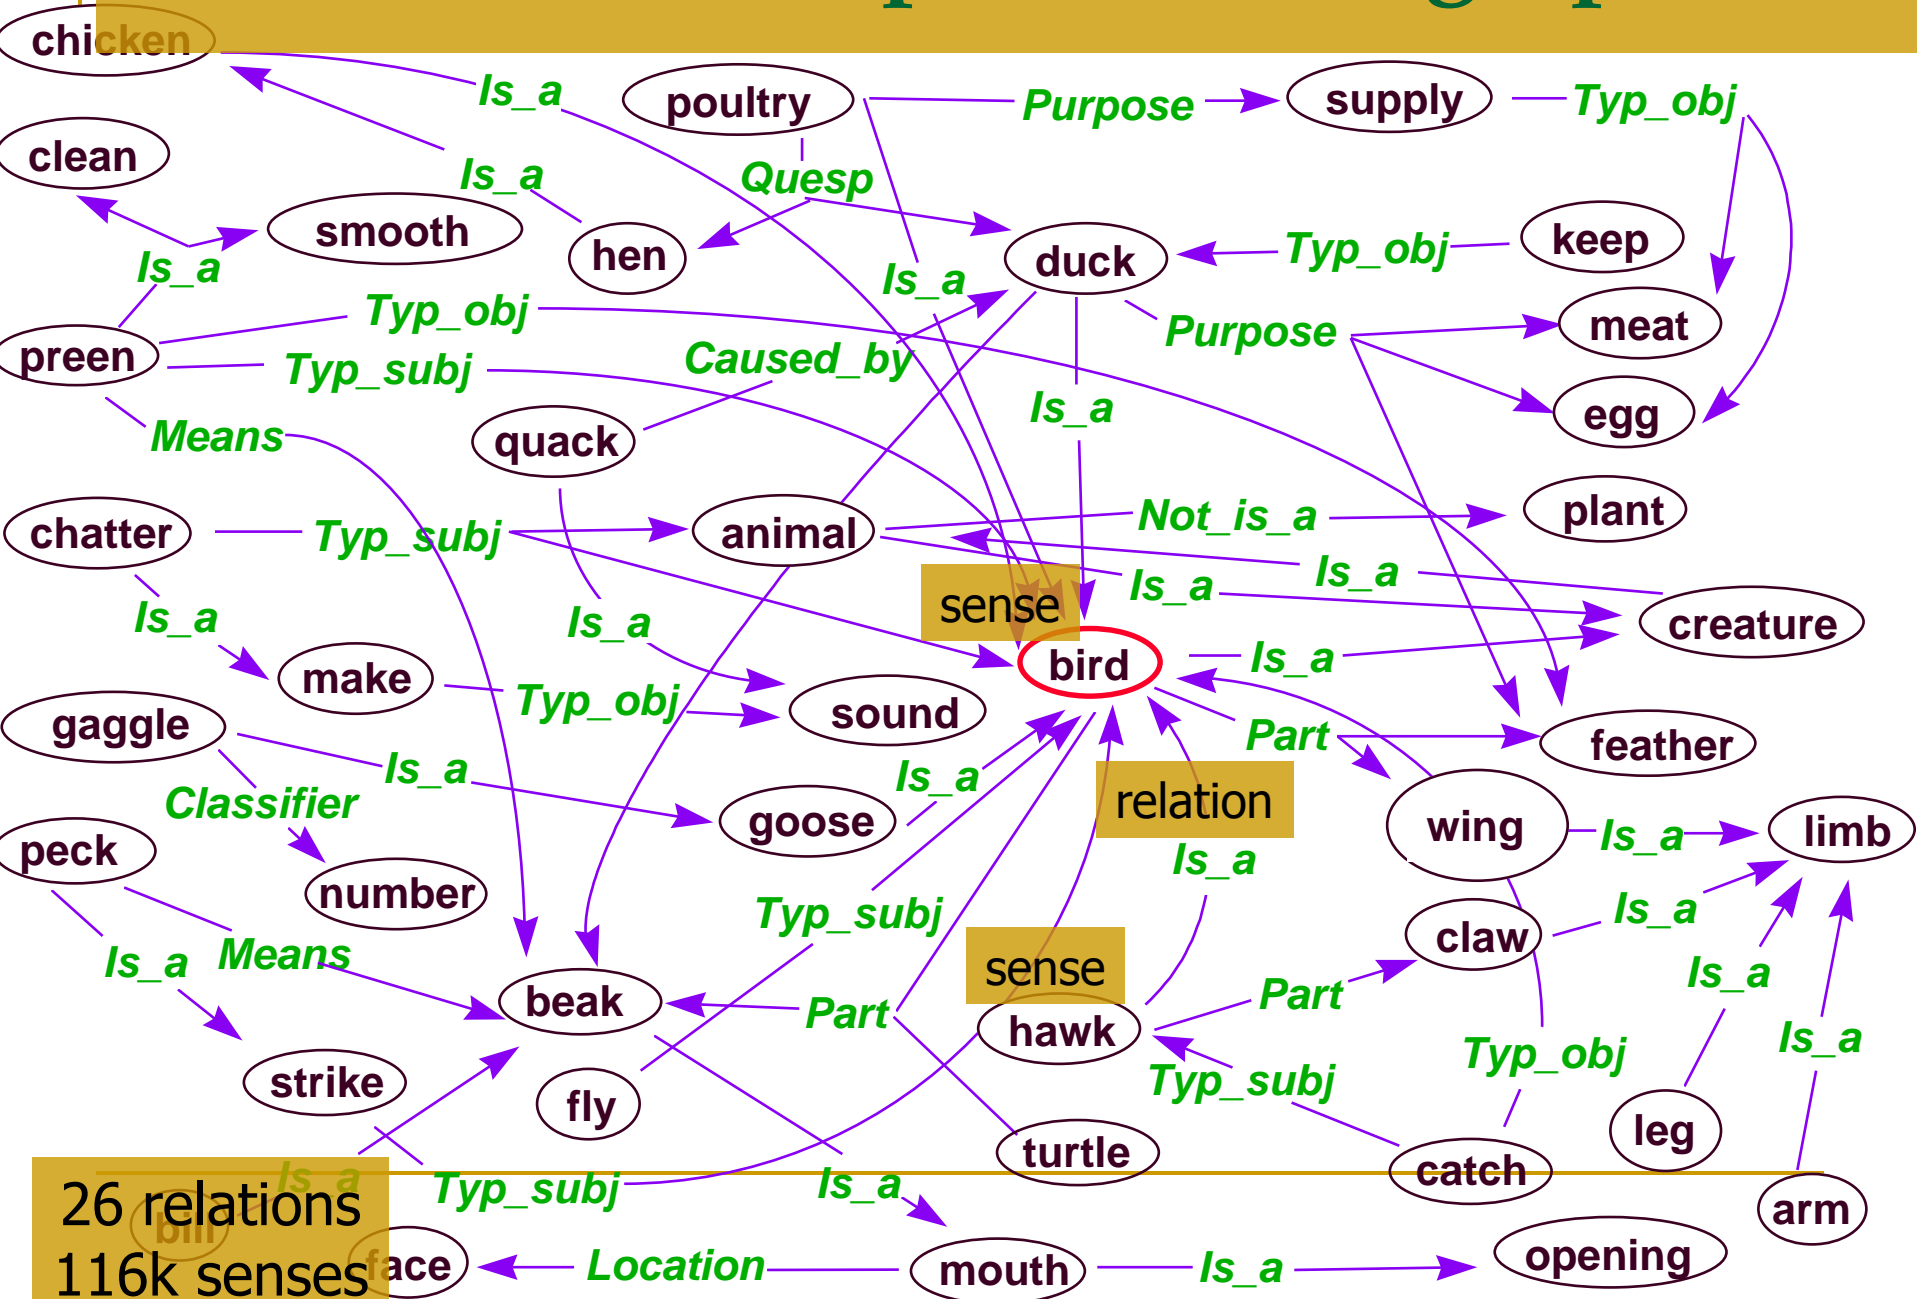 chicken
Is_a
poultry
Purpose
supply
Typ_obj
clean
Is_a
Quesp
smooth
hen
duck
Typ_obj
keep
Is_a
Is_a
Typ_obj
Purpose
meat
preen
Typ_subj
Caused_by
Is_a
egg
Means
quack
plant
chatter
Typ_subj
animal
Not_is_a
Is_a
Is_a
sense
Is_a
Is_a
creature
bird
Is_a
make
Typ_obj
sound
gaggle
Part
feather
Is_a
Is_a
Classifier
relation
goose
wing
Is_a
limb
peck
Is_a
number
Typ_subj
Is_a
claw
Is_a
Means
sense
Is_a
beak
Part
hawk
Part
Is_a
Typ_obj
strike
Typ_subj
fly
leg
turtle
catch
Is_a
Typ_subj
Is_a
26 relations
bill
arm
116k senses
face
Location
mouth
Is_a
opening